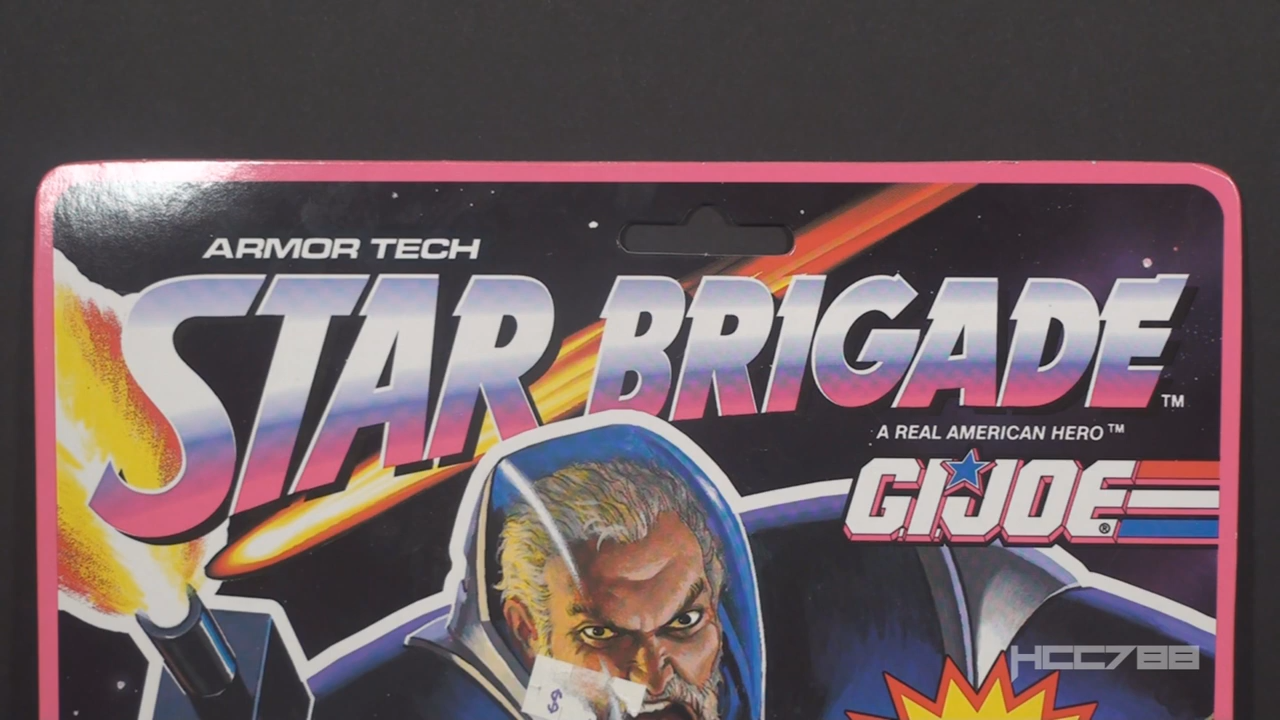 ARMOR TECH
STAR BRIGADE™
A REAL AMERICAN HERO™
G.I. JOE®
HCC788